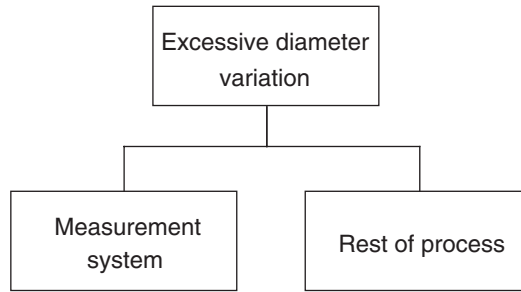 Excessive diameter
variation
Measurement
system
Rest of process